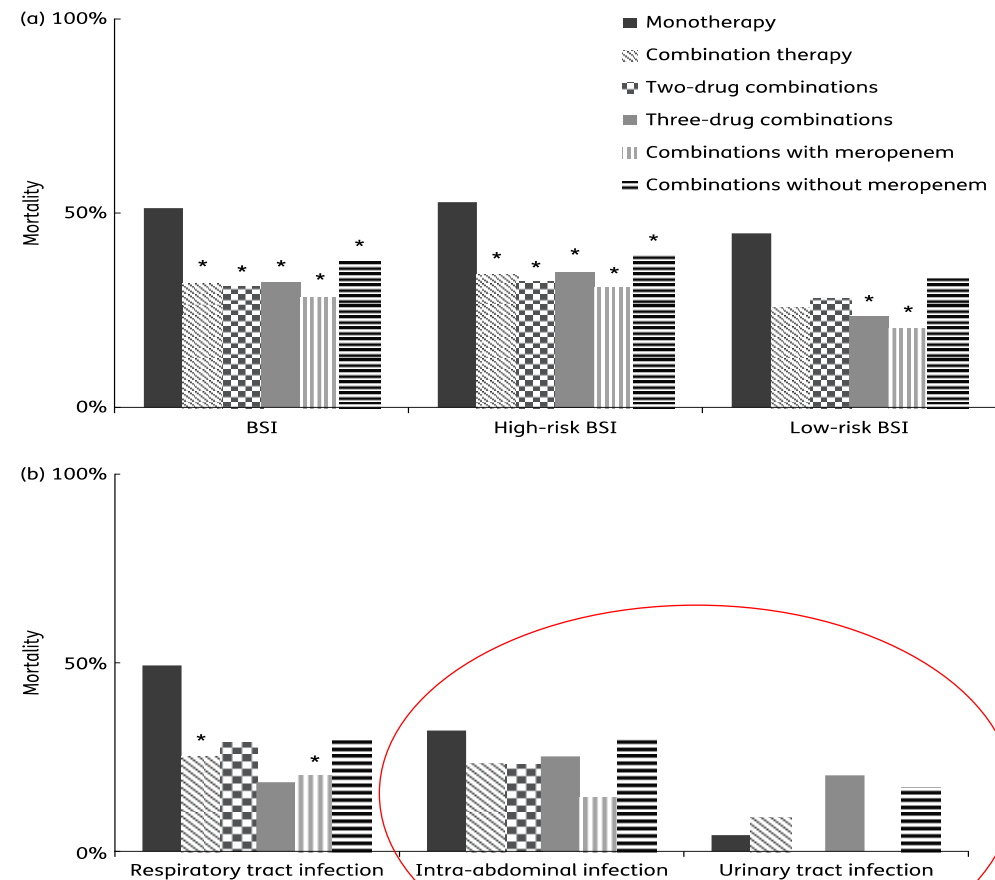 (a) 100%
Monotherapy
Combination therapy
Two-drug combinations
Three-drug combinations
Combinations with meropenem
Combinations without meropenem
Mortality
50%
* * * * *
* * * * *
* *
0%
BSI High-risk BSI Low-risk BSI
(b) 100%
Mortality
50%
* *
0%
Respiratory tract infection Intra-abdominal infection Urinary tract infection